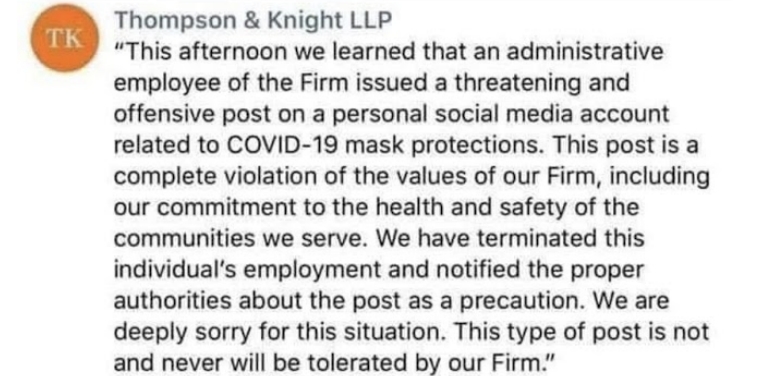 TK
Thompson & Knight LLP
“This afternoon we learned that an administrative
employee of the Firm issued a threatening and
offensive post on a personal social media account
related to COVID-19 mask protections. This post is a
complete violation of the values of our Firm, including
our commitment to the health and safety of the
communities we serve. We have terminated this
individual's employment and notified the proper
authorities about the post as a precaution. We are
deeply sorry for this situation. This type of post is not
and never will be tolerated by our Firm.”